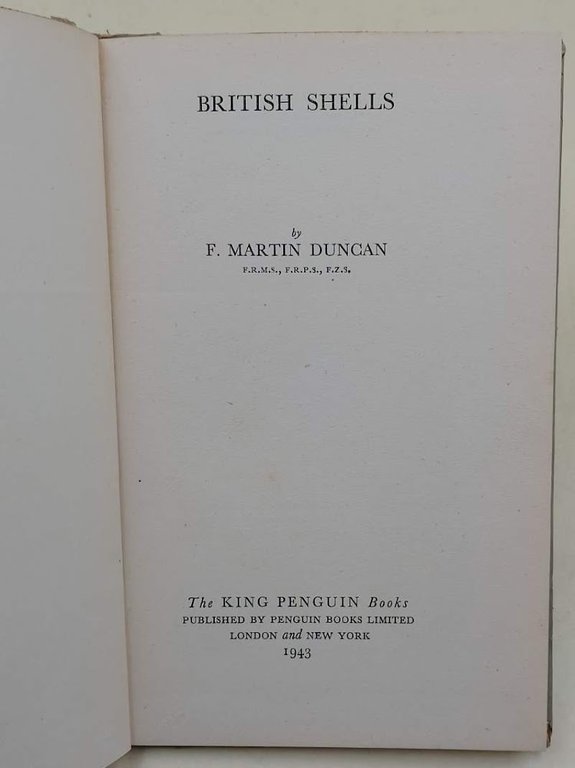 BRITISH SHELLS
by
F. MARTIN DUNCAN
F.R.M.S., F.R.P.S., F.Z.S.
The KING PENGUIN Books
PUBLISHED BY PENGUIN BOOKS LIMITED
LONDON and NEW YORK
1943